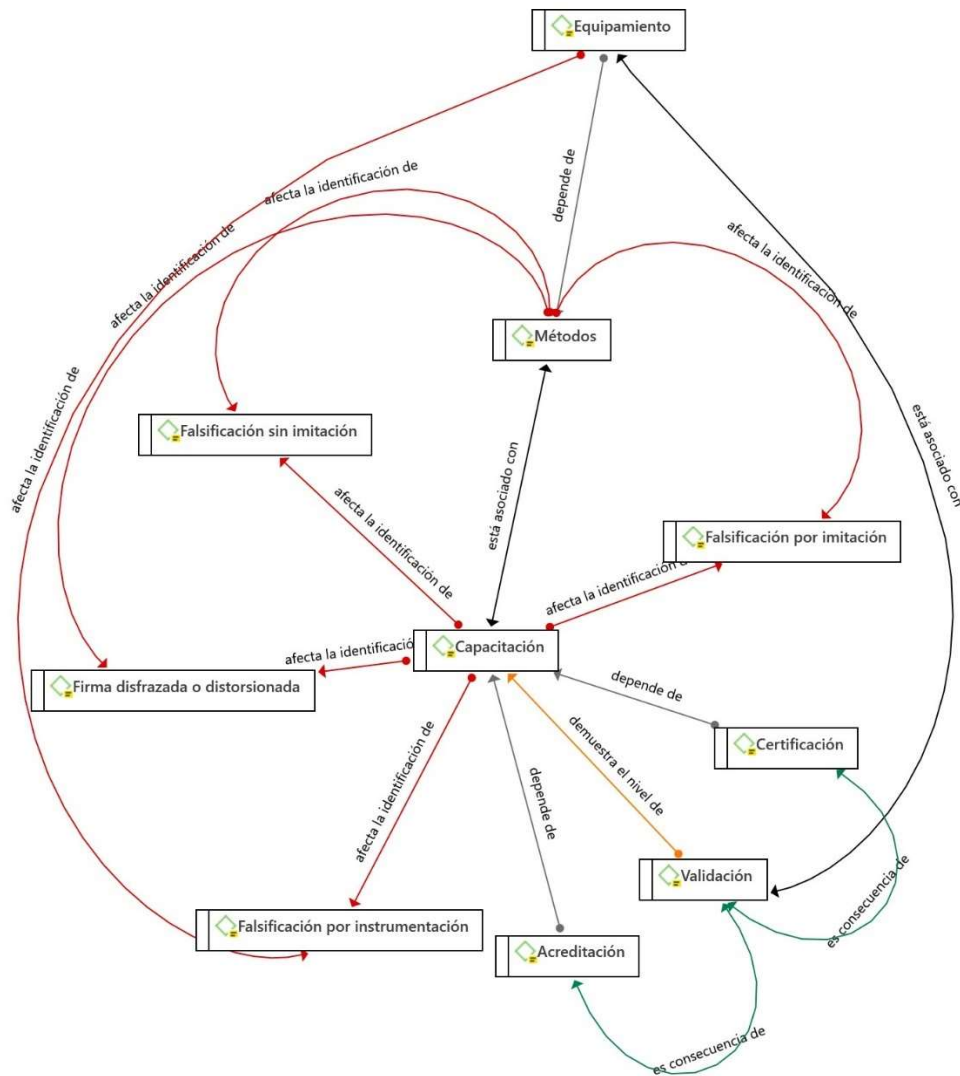 Equipamiento
afecta la identificación de
depende de
afecta la identificación de
afecta la identificación de
Métodos
afecta la identificación de
está asociado con
Falsificación sin imitación
afecta la identificación de
está asociado con
Falsificación por imitación
afecta la identificación
Capacitación
afecta la identificación
Firma disfrazada o distorsionada
depende de
demuestra el nivel de
Certificación
afecta la identificación de
depende de
Validación
es consecuencia de
Falsificación por instrumentación
Acreditación
es consecuencia de